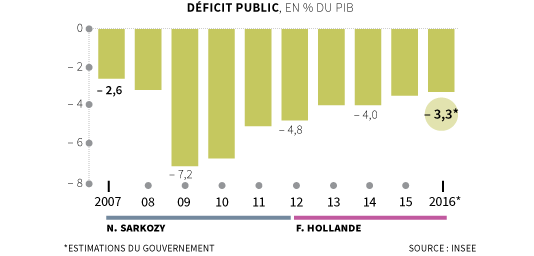 DÉFICIT PUBLIC, EN % DU PIB
0
– 2
– 4
– 6
– 8
– 2,6
– 7,2
– 4,8
– 4,0
– 3,3*
2007 08 09 10 11 12 13 14 15 2016*
N. SARKOZY F. HOLLANDE
*ESTIMATIONS DU GOUVERNEMENT SOURCE : INSEE